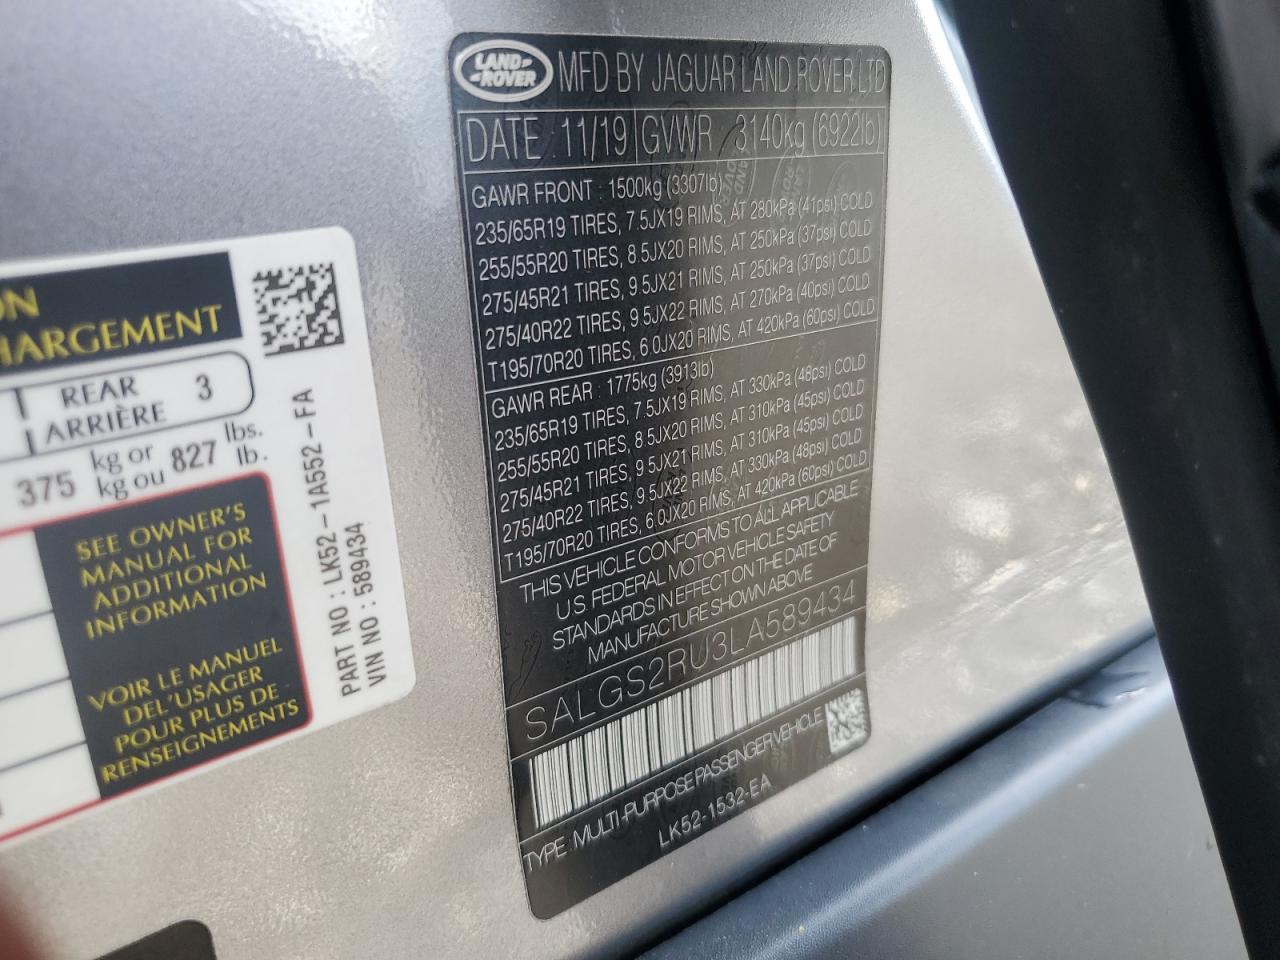 ON
HARGEMENT
REAR
ARRIÈRE 3
375 kg or 827 lbs.
kg ou lb.
SEE OWNER'S
MANUAL FOR
ADDITIONAL
INFORMATION
VOIR LE MANUEL
DEL'USAGER
POUR PLUS DE
RENSEIGNEMENTS
PART NO : LK52-1A552-FA
VIN NO : 589434
LAND ROVER
MFD BY JAGUAR LAND ROVER LTD
DATE : 11/19 GVWR 3140kg (6922lb)
GAWR FRONT : 1500kg (3307lb)
235/65R19 TIRES, 7.5JX19 RIMS, AT 280kPa (41psi) COLD
255/55R20 TIRES, 8.5JX20 RIMS, AT 250kPa (37psi) COLD
275/45R21 TIRES, 9.5JX21 RIMS, AT 250kPa (37psi) COLD
275/40R22 TIRES, 9.5JX22 RIMS, AT 270kPa (40psi) COLD
T195/70R20 TIRES, 6.0JX20 RIMS, AT 420kPa (60psi) COLD
GAWR REAR : 1775kg (3913lb)
235/65R19 TIRES, 7.5JX19 RIMS, AT 330kPa (48psi) COLD
255/55R20 TIRES, 8.5JX20 RIMS, AT 310kPa (45psi) COLD
275/45R21 TIRES, 9.5JX21 RIMS, AT 310kPa (45psi) COLD
275/40R22 TIRES, 9.5JX22 RIMS, AT 330kPa (48psi) COLD
T195/70R20 TIRES, 6.0JX20 RIMS, AT 420kPa (60psi) COLD
THIS VEHICLE CONFORMS TO ALL APPLICABLE
U.S. FEDERAL MOTOR VEHICLE SAFETY
STANDARDS IN EFFECT ON THE DATE OF
MANUFACTURE SHOWN ABOVE
SALGS2RU3LA589434
TYPE : MULTI-PURPOSE PASSENGER VEHICLE
LK52-1532-EA